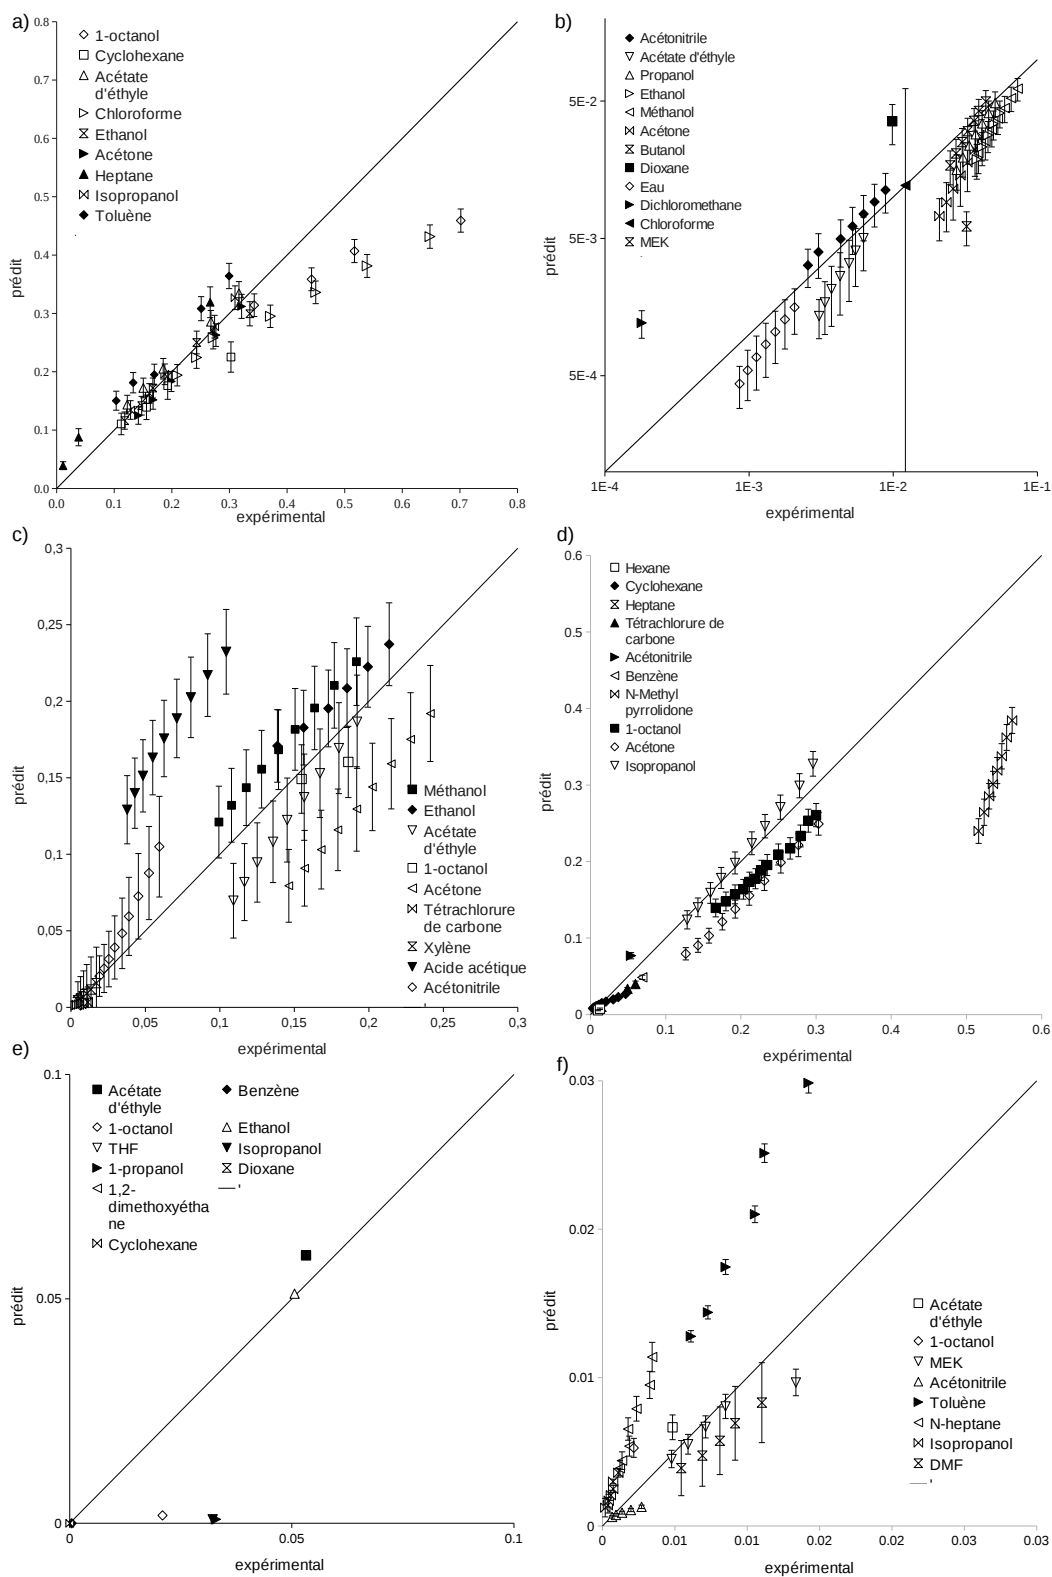 a)
0.8
0.7
0.6
0.5
0.4
0.3
0.2
0.1
0.0
prédit
1-octanol
Cyclohexane
Acétate
d'éthyle
Chloroforme
Ethanol
Acétone
Heptane
Isopropanol
Toluène
0.0 0.1 0.2 0.3 0.4 0.5 0.6 0.7 0.8
expérimental
b)
5E-2
5E-3
5E-4
prédit
Acétonitrile
Acétate d'éthyle
Propanol
Ethanol
Méthanol
Acétone
Butanol
Dioxane
Eau
Dichloromethane
Chloroforme
MEK
1E-4 1E-3 1E-2 1E-1
expérimental
c)
0,3
0,25
0,2
0,15
0,1
0,05
0
prédit
Méthanol
Ethanol
Acétate
d'éthyle
1-octanol
Acétone
Tétrachlorure
de carbone
Xylène
Acide acétique
Acétonitrile
0 0,05 0,1 0,15 0,2 0,25 0,3
expérimental
d)
0.6
0.5
0.4
0.3
0.2
0.1
0
prédit
Hexane
Cyclohexane
Heptane
Tétrachlorure de
carbone
Acétonitrile
Benzène
N-Methyl
pyrrolidone
1-octanol
Acétone
Isopropanol
0 0.1 0.2 0.3 0.4 0.5 0.6
expérimental
e)
0.1
0.05
0
prédit
Acétate
d'éthyle
1-octanol
THF
1-propanol
1,2-
dimethoxyétha
ne
Cyclohexane
Benzène
Ethanol
Isopropanol
Dioxane
0 0.05 0.1
expérimental
f)
0.03
0.02
0.01
0
prédit
Acétate
d'éthyle
1-octanol
MEK
Acétonitrile
Toluène
N-heptane
Isopropanol
DMF
0 0.01 0.01 0.02 0.02 0.03 0.03
expérimental